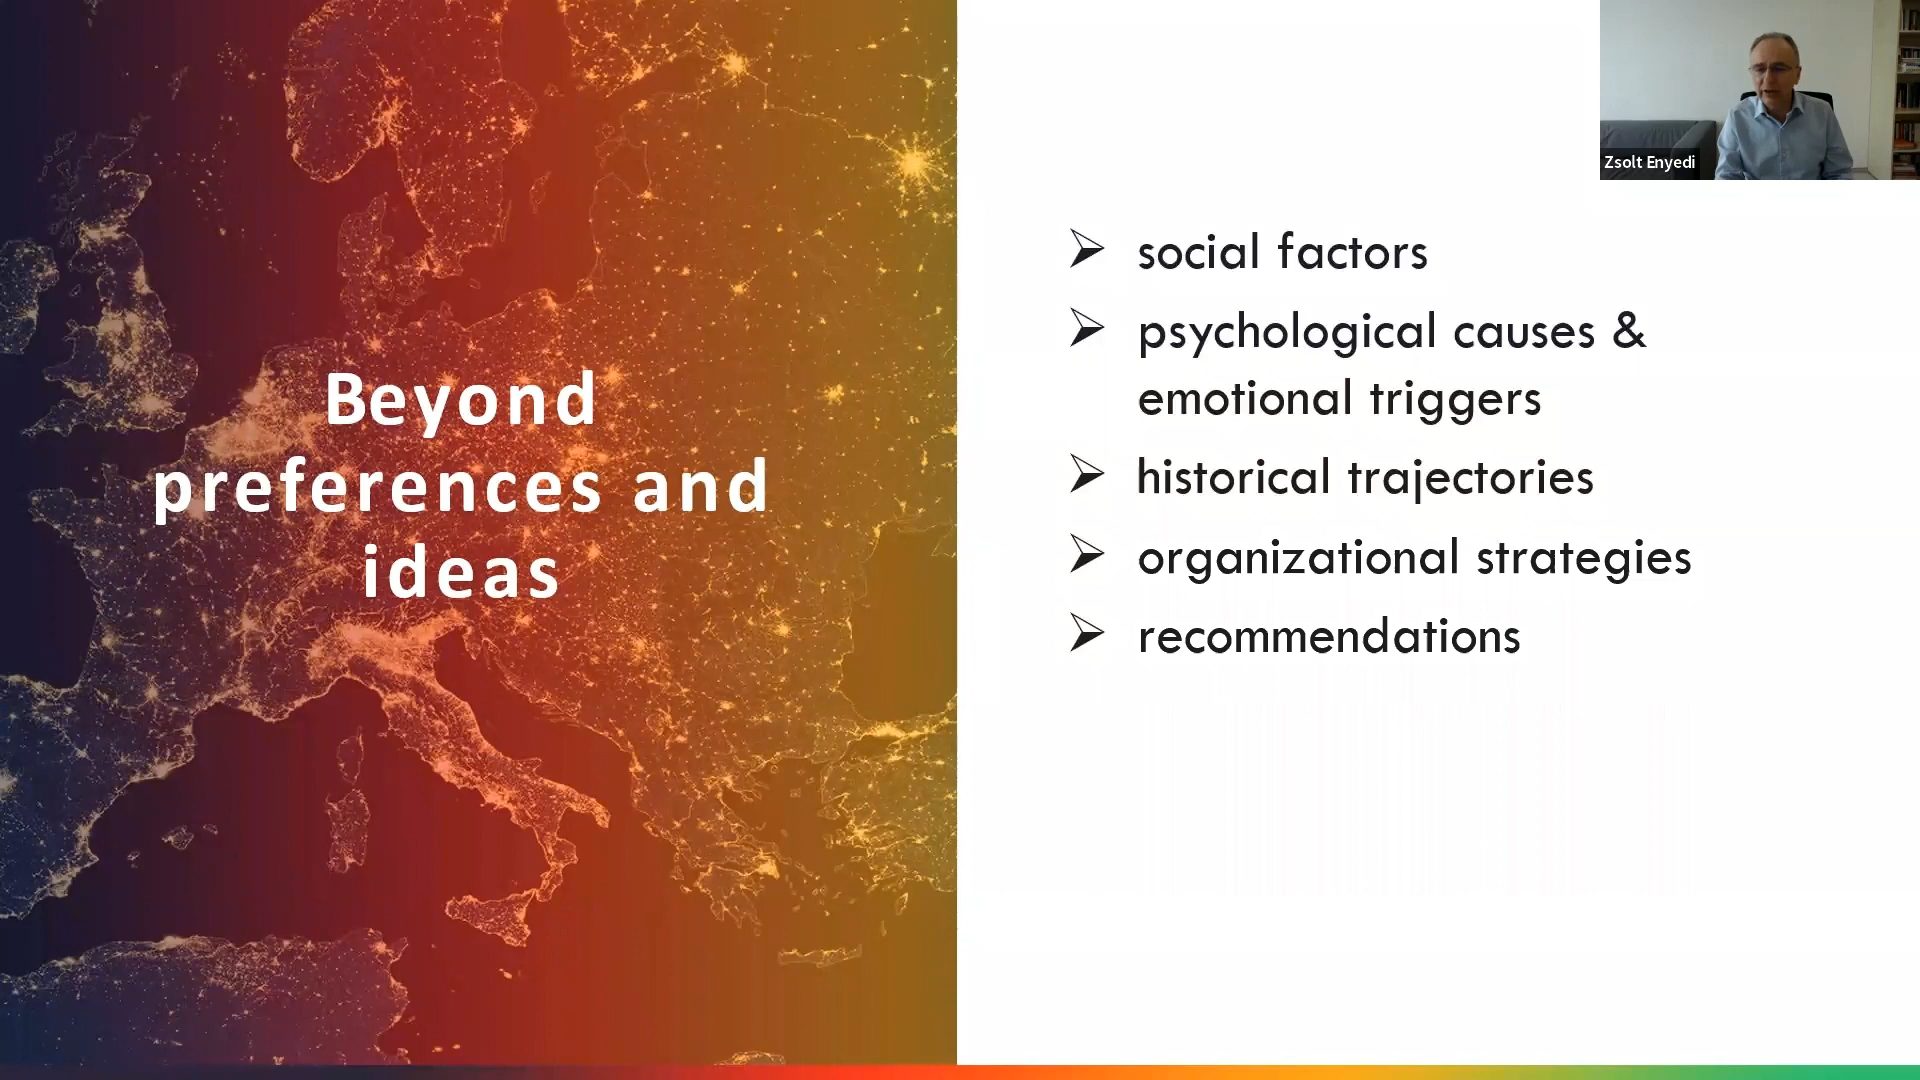 Beyond
preferences and
ideas
social factors
psychological causes &
emotional triggers
historical trajectories
organizational strategies
recommendations
Zsolt Enyedi